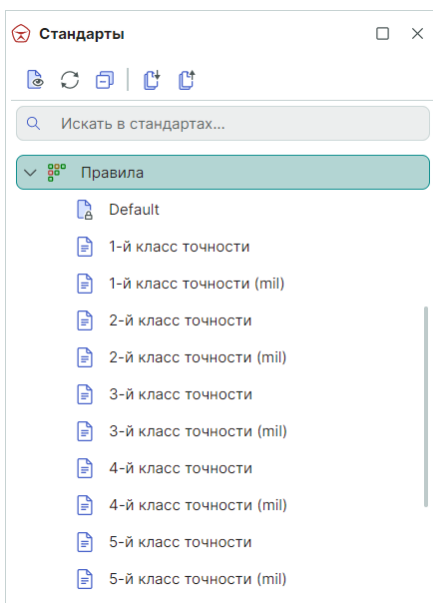 Стандарты
Искать в стандартах...
Правила
Default
1-й класс точности
1-й класс точности (mil)
2-й класс точности
2-й класс точности (mil)
3-й класс точности
3-й класс точности (mil)
4-й класс точности
4-й класс точности (mil)
5-й класс точности
5-й класс точности (mil)